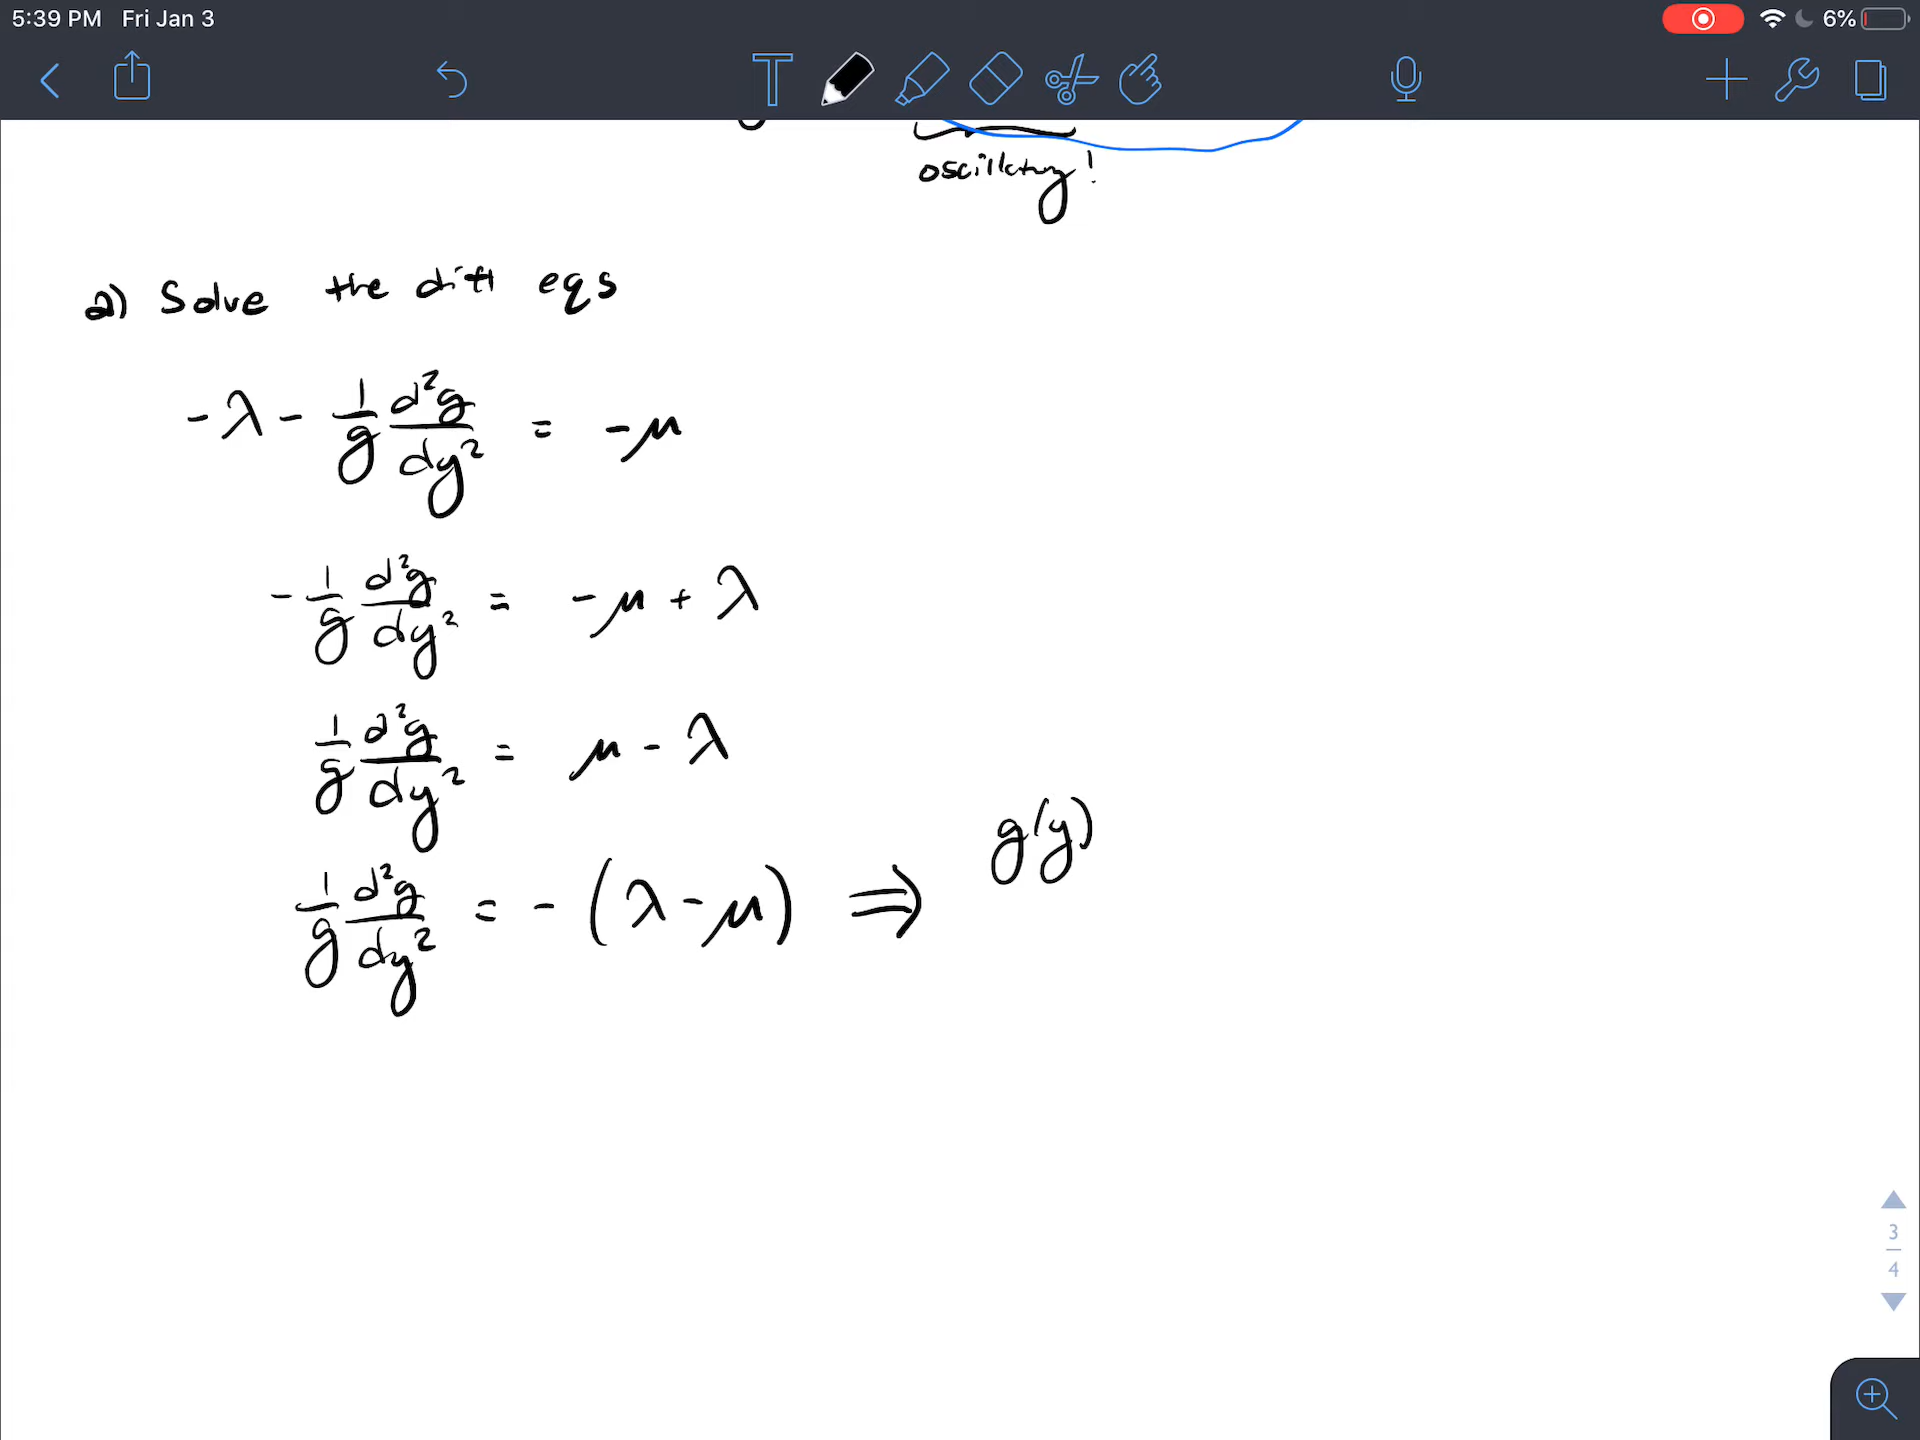 5:39 PM Fri Jan 3
6%
T
oscillatory!
2) Solve the diff eqs
-λ - 1/g d²g/dy² = -μ
-1/g d²g/dy² = -μ + λ
1/g d²g/dy² = μ - λ
g(y)
1/g d²g/dy² = -(λ-μ) ⇒
3
4